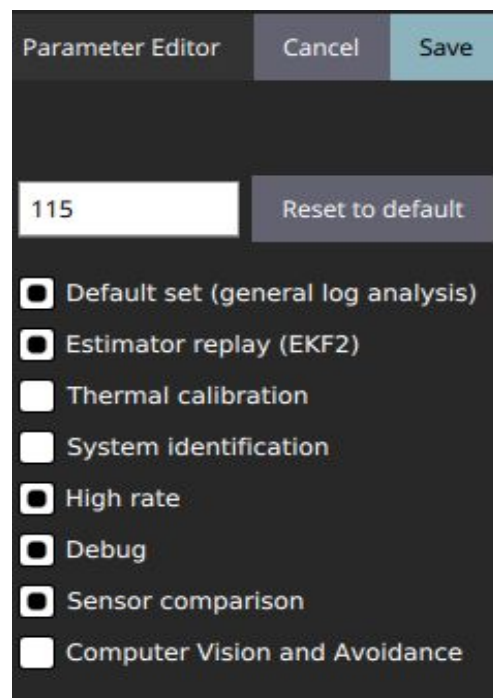 Parameter Editor Cancel Save
115 Reset to default
Default set (general log analysis)
Estimator replay (EKF2)
Thermal calibration
System identification
High rate
Debug
Sensor comparison
Computer Vision and Avoidance